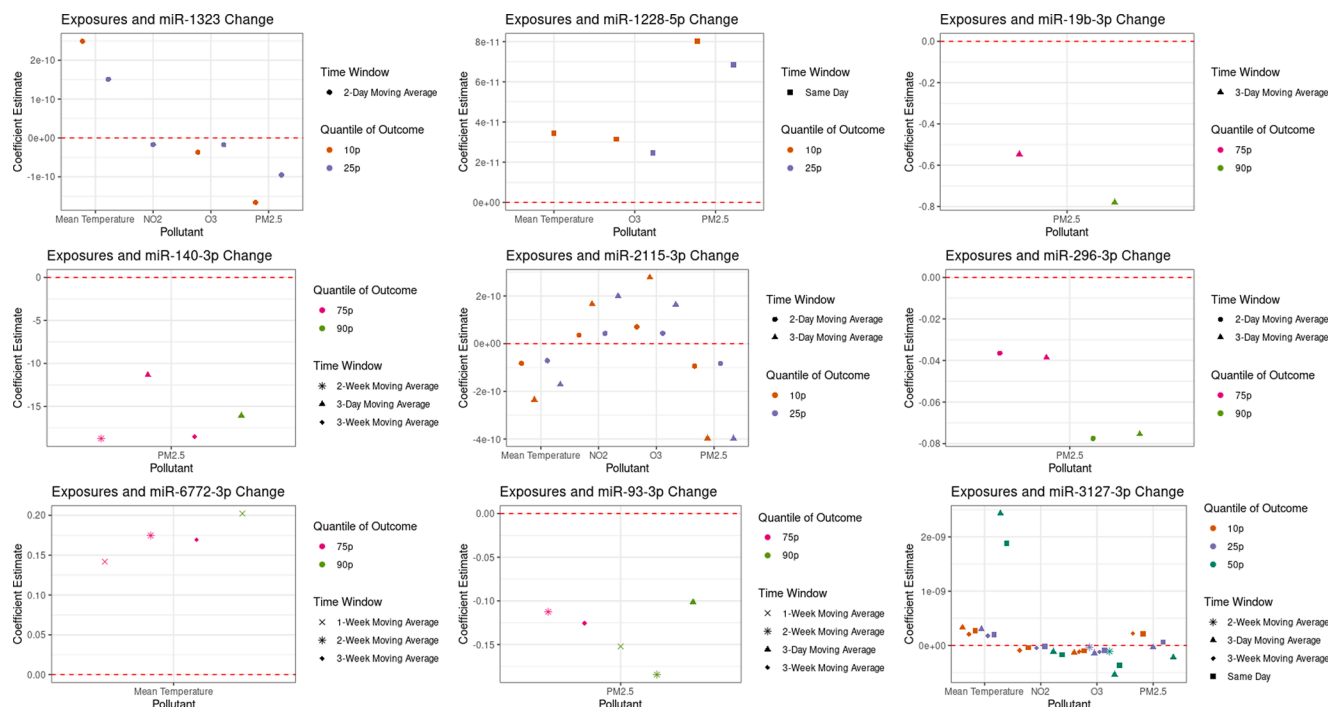 Exposures and miR-1323 Change
Coefficient Estimate
2e-10
1e-10
0e+00
-1e-10
Mean Temperature
NO2
O3
PM2.5
Pollutant
Time Window
2-Day Moving Average
Quantile of Outcome
10p
25p
Exposures and miR-1228-5p Change
Coefficient Estimate
8e-11
6e-11
4e-11
2e-11
0e+00
Mean Temperature
O3
PM2.5
Pollutant
Time Window
Same Day
Quantile of Outcome
10p
25p
Exposures and miR-19b-3p Change
Coefficient Estimate
0.0
-0.2
-0.4
-0.6
-0.8
PM2.5
Pollutant
Time Window
3-Day Moving Average
Quantile of Outcome
75p
90p
Exposures and miR-140-3p Change
Coefficient Estimate
0
-5
-10
-15
PM2.5
Pollutant
Quantile of Outcome
75p
90p
Time Window
2-Week Moving Average
3-Day Moving Average
3-Week Moving Average
Exposures and miR-2115-3p Change
Coefficient Estimate
2e-10
0e+00
-2e-10
-4e-10
Mean Temperature
NO2
O3
PM2.5
Pollutant
Time Window
2-Day Moving Average
3-Day Moving Average
Quantile of Outcome
10p
25p
Exposures and miR-296-3p Change
Coefficient Estimate
0.00
-0.02
-0.04
-0.06
-0.08
PM2.5
Pollutant
Time Window
2-Day Moving Average
3-Day Moving Average
Quantile of Outcome
75p
90p
Exposures and miR-6772-3p Change
Coefficient Estimate
0.20
0.15
0.10
0.05
0.00
Mean Temperature
Pollutant
Quantile of Outcome
75p
90p
Time Window
1-Week Moving Average
2-Week Moving Average
3-Week Moving Average
Exposures and miR-93-3p Change
Coefficient Estimate
0.00
-0.05
-0.10
-0.15
PM2.5
Pollutant
Quantile of Outcome
75p
90p
Time Window
1-Week Moving Average
2-Week Moving Average
3-Day Moving Average
3-Week Moving Average
Exposures and miR-3127-3p Change
Coefficient Estimate
2e-09
1e-09
0e+00
Mean Temperature
NO2
O3
PM2.5
Pollutant
Quantile of Outcome
10p
25p
50p
Time Window
2-Week Moving Average
3-Day Moving Average
3-Week Moving Average
Same Day